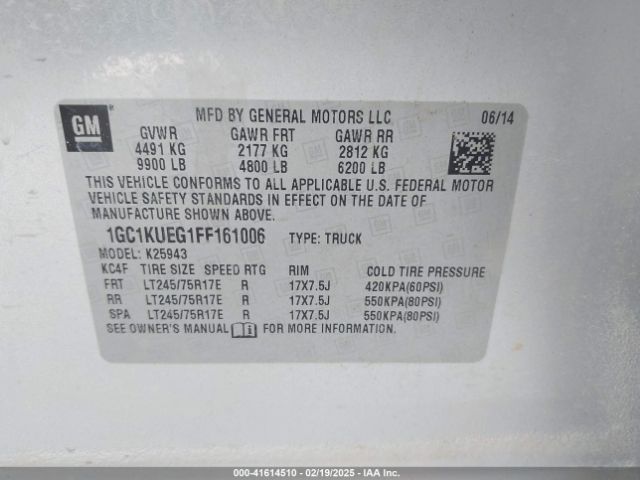 GM
MFD BY GENERAL MOTORS LLC 06/14
GVWR GAWR FRT GAWR RR
4491 KG 2177 KG 2812 KG
9900 LB 4800 LB 6200 LB
THIS VEHICLE CONFORMS TO ALL APPLICABLE U.S. FEDERAL MOTOR
VEHICLE SAFETY STANDARDS IN EFFECT ON THE DATE OF
MANUFACTURE SHOWN ABOVE.
1GC1KUEG1FF161006 TYPE: TRUCK
MODEL: K25943
KC4F TIRE SIZE SPEED RTG RIM COLD TIRE PRESSURE
FRT LT245/75R17E R 17X7.5J 420KPA(60PSI)
RR LT245/75R17E R 17X7.5J 550KPA(80PSI)
SPA LT245/75R17E R 17X7.5J 550KPA(80PSI)
SEE OWNER'S MANUAL FOR MORE INFORMATION.
000-41614510 - 02/19/2025 - IAA Inc.